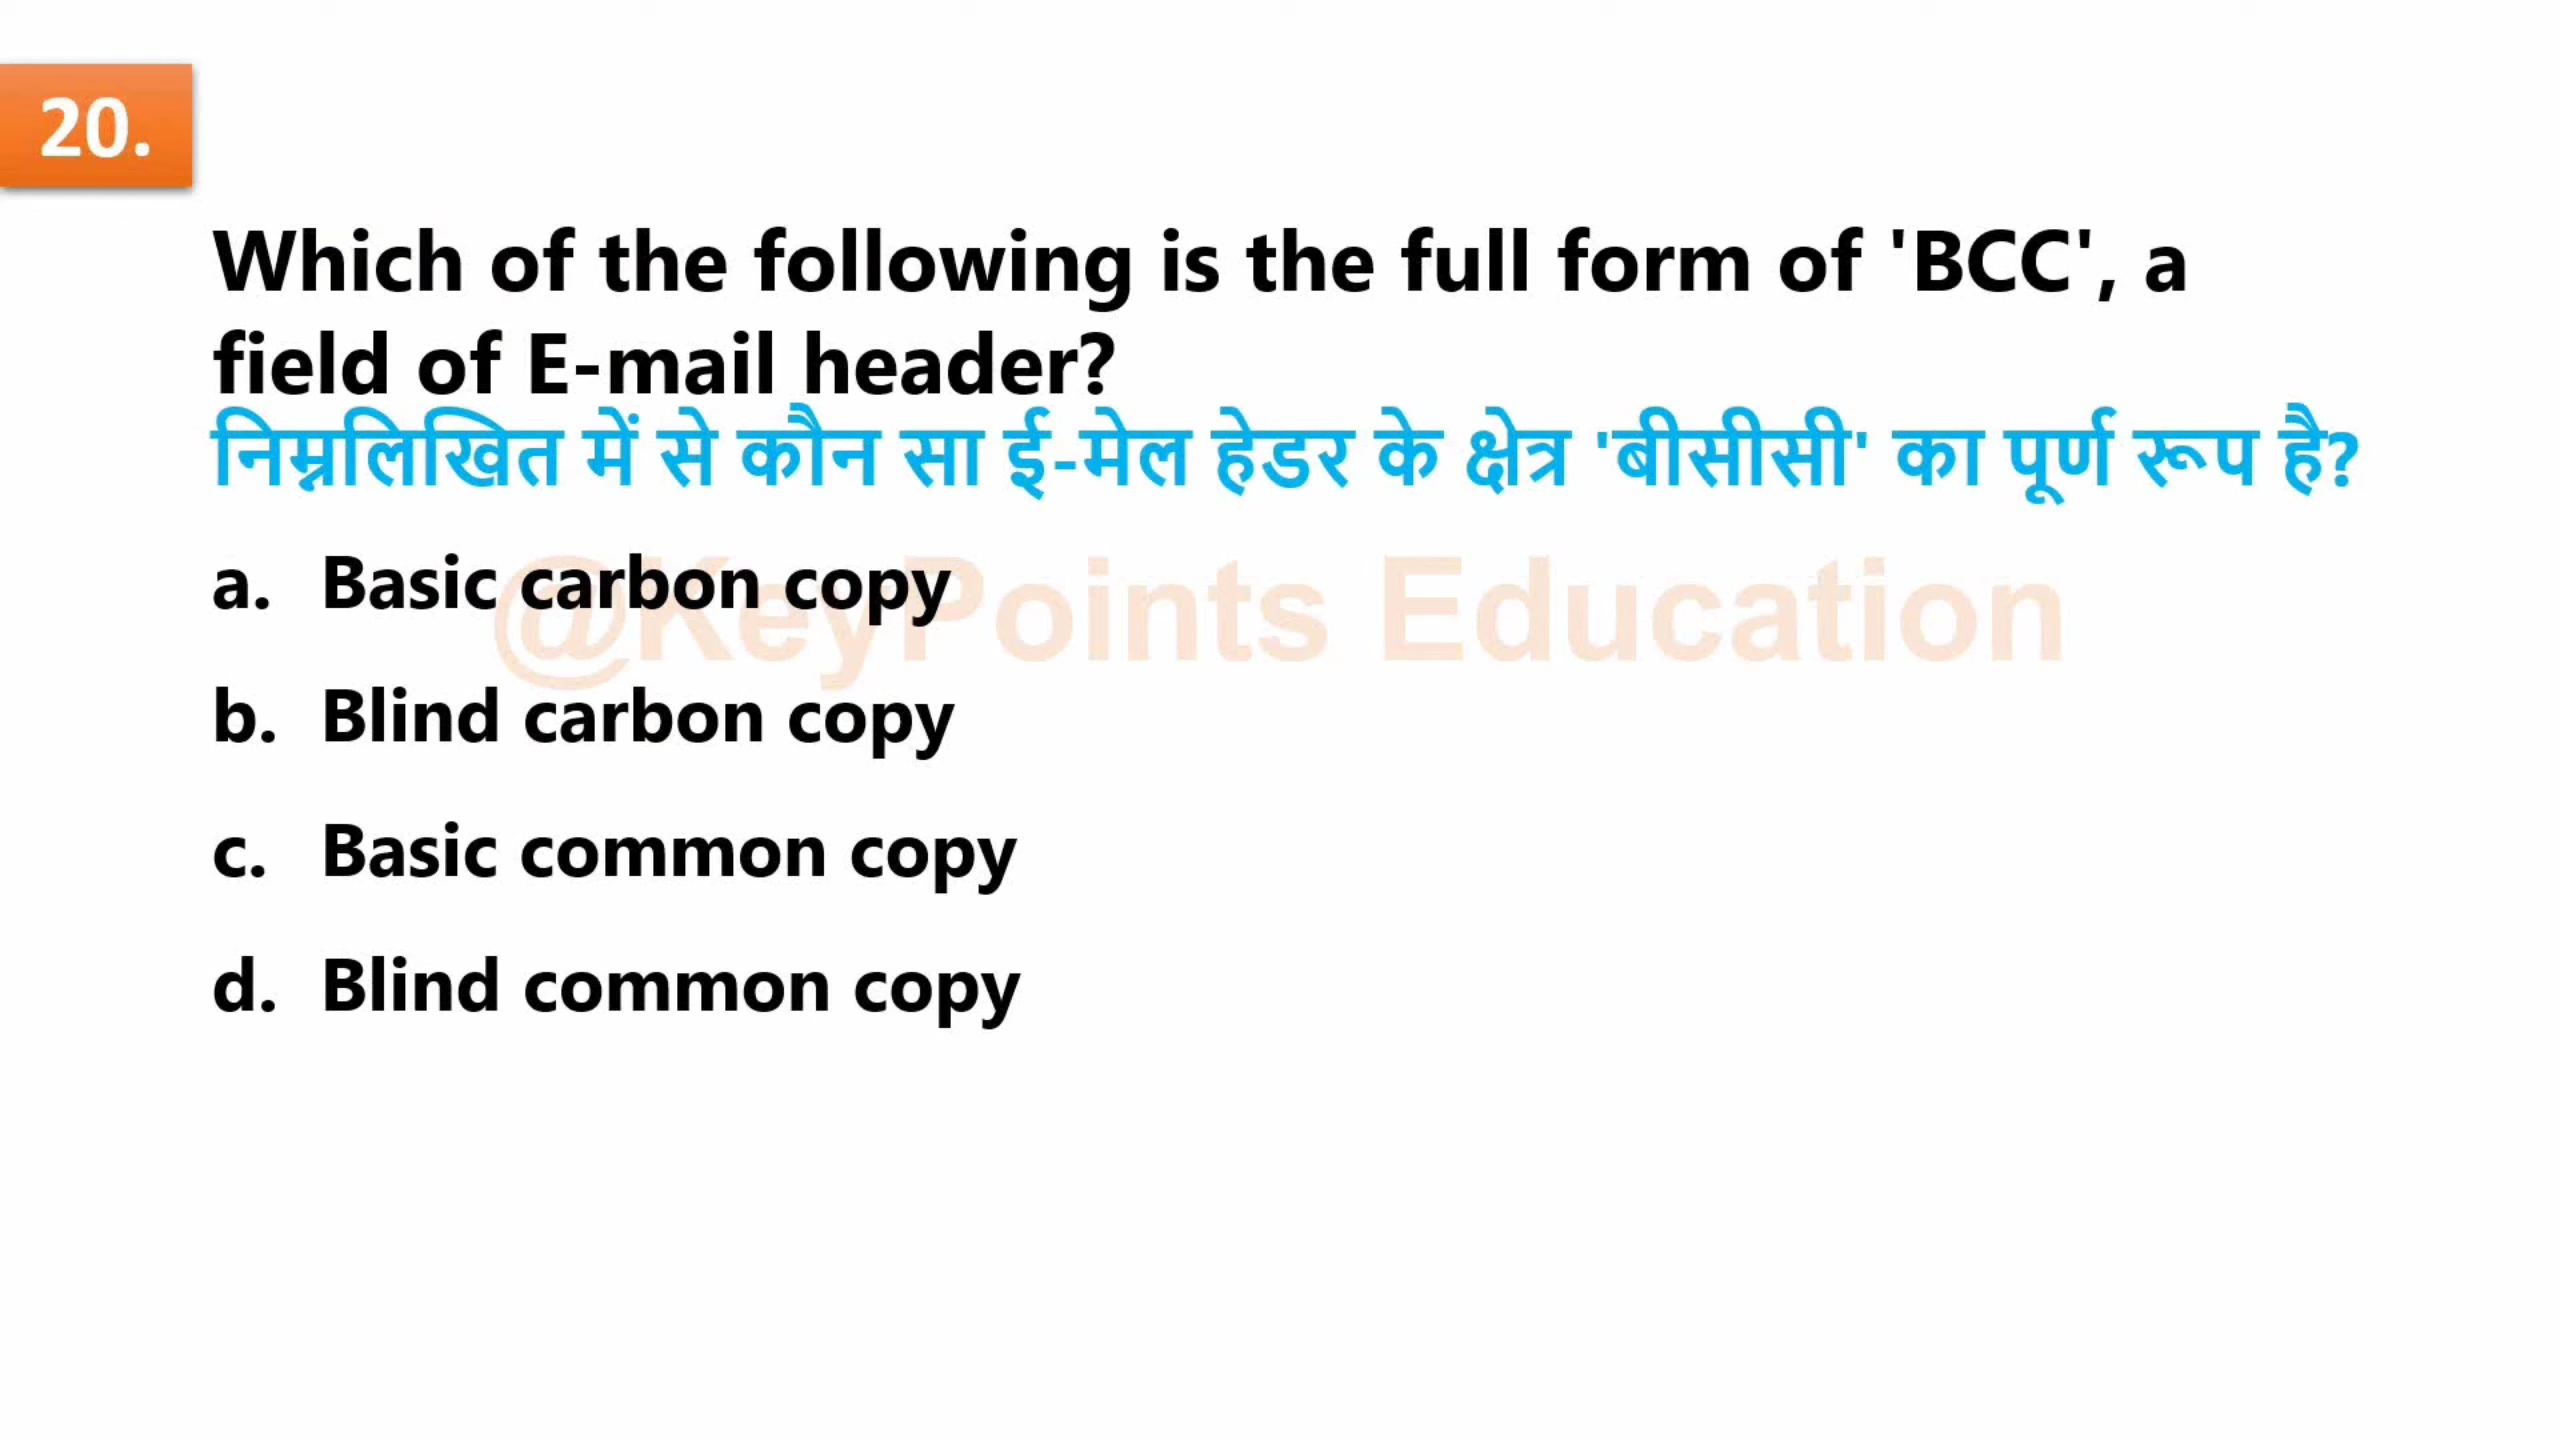 20.
Which of the following is the full form of 'BCC', a
field of E-mail header?
निम्नलिखित में से कौन सा ई-मेल हेडर के क्षेत्र 'बीसीसी' का पूर्ण रूप है?
@KeyPoints Education
a. Basic carbon copy
b. Blind carbon copy
c. Basic common copy
d. Blind common copy